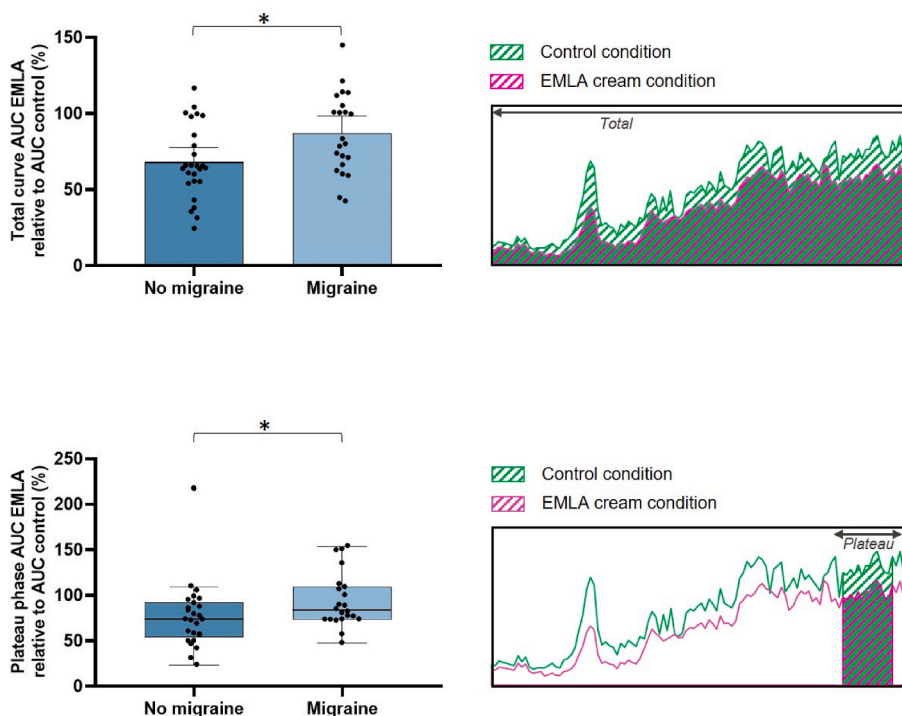 *
Total curve AUC EMLA
relative to AUC control (%)
150
100
50
0
No migraine
Migraine
Control condition
EMLA cream condition
Total
*
Plateau phase AUC EMLA
relative to AUC control (%)
250
200
150
100
50
0
No migraine
Migraine
Control condition
EMLA cream condition
Plateau